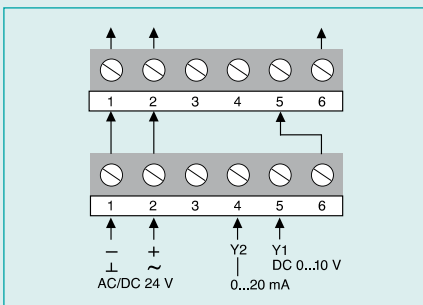 1 2 3 4 5 6
1 2 3 4 5 6
− + Y2 Y1
⊥ ~ DC 0...10 V
AC/DC 24 V 0...20 mA